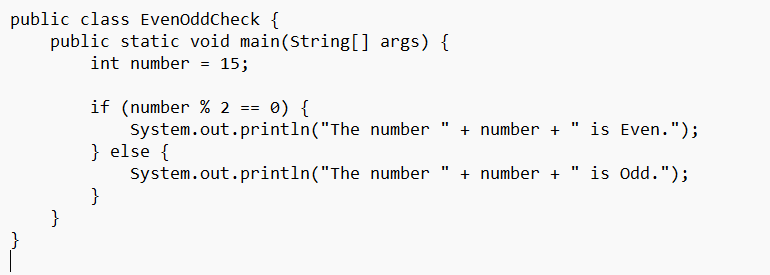 public class EvenOddCheck {
    public static void main(String[] args) {
        int number = 15;

        if (number % 2 == 0) {
            System.out.println("The number " + number + " is Even.");
        } else {
            System.out.println("The number " + number + " is Odd.");
        }
    }
}